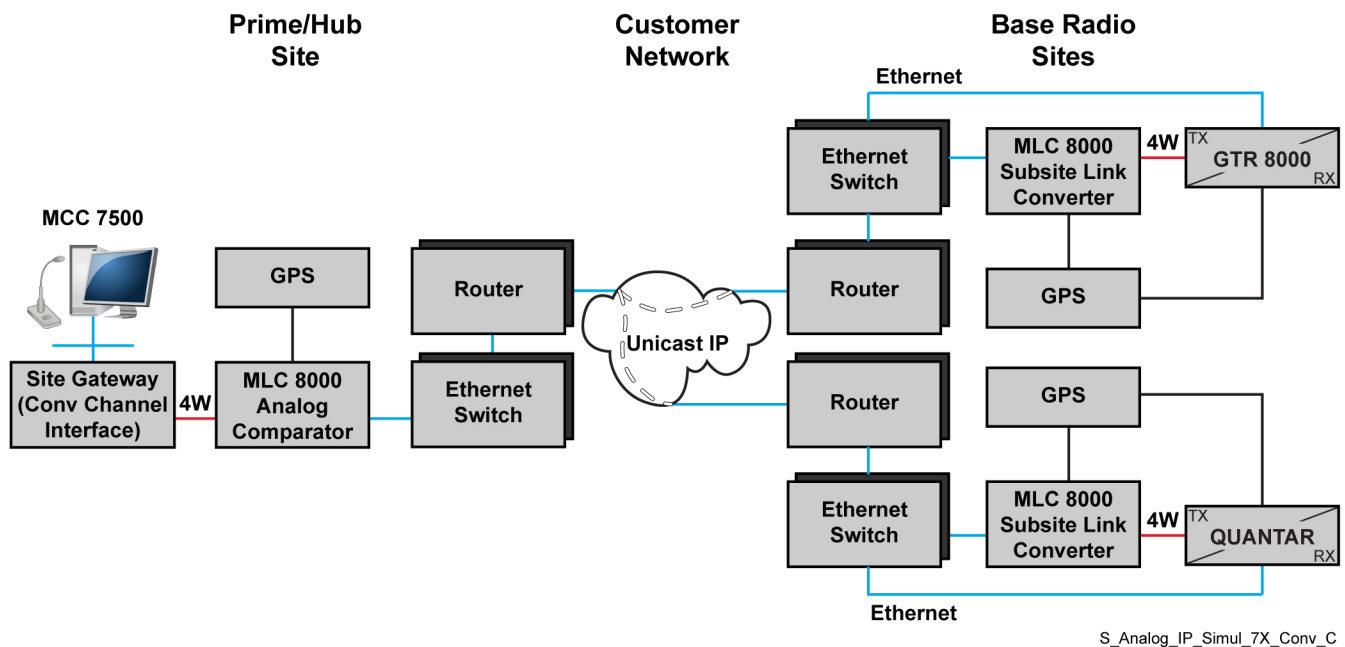 Prime/Hub
Site
Customer
Network
Base Radio
Sites
Ethernet
Ethernet
Switch
MLC 8000
Subsite Link
Converter
4W
TX
GTR 8000
RX
MCC 7500
GPS
Router
Router
GPS
Unicast IP
Site Gateway
(Conv Channel
Interface)
4W
MLC 8000
Analog
Comparator
Ethernet
Switch
Router
GPS
Ethernet
Switch
MLC 8000
Subsite Link
Converter
4W
TX
QUANTAR
RX
Ethernet
S_Analog_IP_Simul_7X_Conv_C